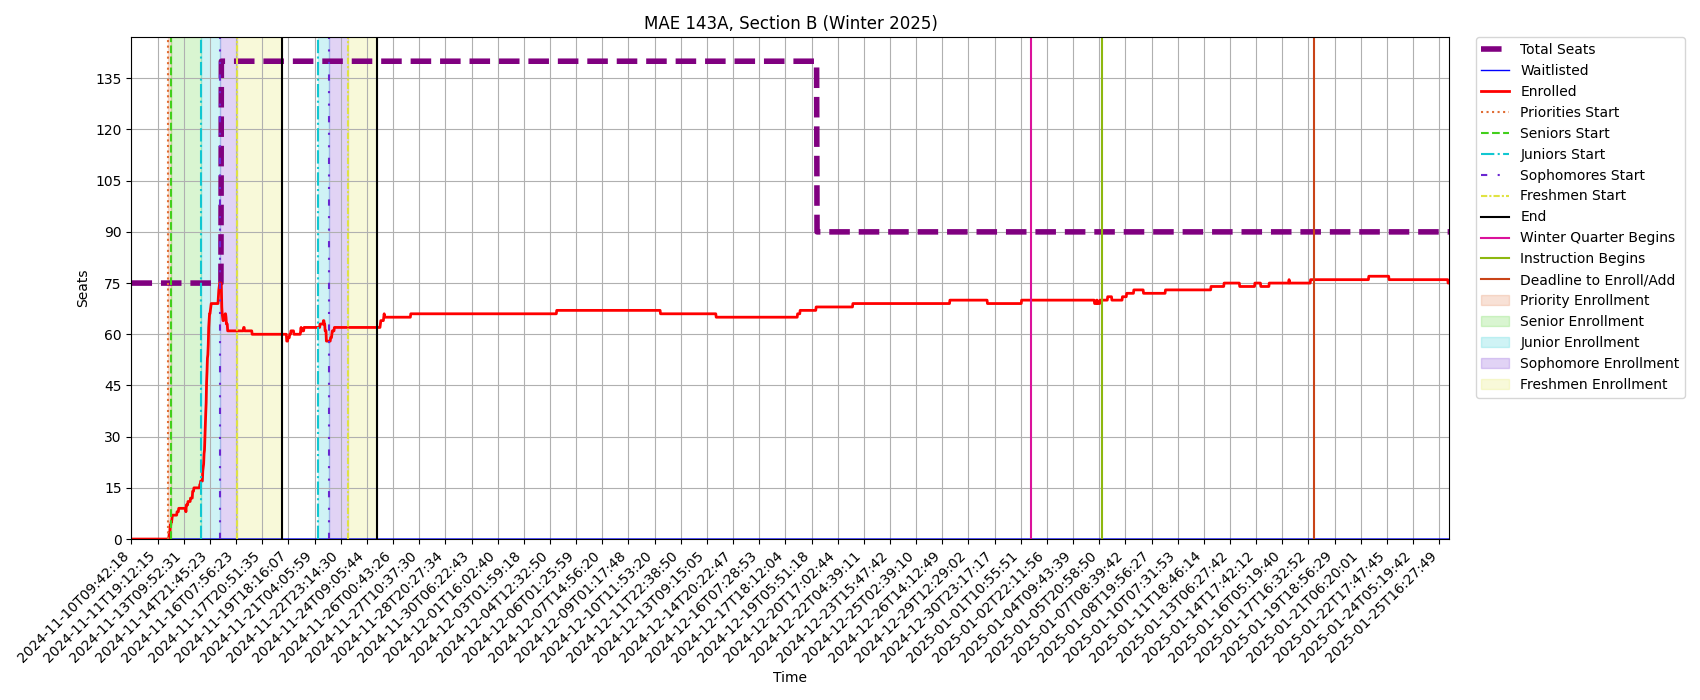 MAE 143A, Section B (Winter 2025)
Seats
135
120
105
90
75
60
45
30
15
0
2024-11-10T09:42:18
2024-11-11T19:12:15
2024-11-13T09:52:31
2024-11-14T21:45:23
2024-11-16T07:56:23
2024-11-17T20:51:35
2024-11-19T18:16:07
2024-11-21T04:05:59
2024-11-22T23:14:30
2024-11-24T09:05:44
2024-11-26T00:43:26
2024-11-27T10:37:30
2024-11-28T20:27:34
2024-11-30T06:22:43
2024-12-01T16:02:40
2024-12-03T01:59:18
2024-12-04T12:32:50
2024-12-06T01:25:59
2024-12-07T14:56:20
2024-12-09T01:17:48
2024-12-10T11:53:20
2024-12-11T22:38:50
2024-12-13T09:15:05
2024-12-14T20:22:47
2024-12-16T07:28:53
2024-12-17T18:12:04
2024-12-19T05:51:18
2024-12-20T17:02:44
2024-12-22T04:39:11
2024-12-23T15:47:42
2024-12-25T02:39:10
2024-12-26T14:12:49
2024-12-29T12:29:02
2024-12-30T23:17:17
2025-01-01T10:55:51
2025-01-02T22:11:56
2025-01-04T09:43:39
2025-01-05T20:58:50
2025-01-07T08:39:42
2025-01-08T19:56:27
2025-01-10T07:31:53
2025-01-11T18:46:14
2025-01-13T06:27:42
2025-01-14T17:42:12
2025-01-16T05:19:40
2025-01-17T16:32:52
2025-01-19T18:56:29
2025-01-21T06:20:01
2025-01-22T17:47:45
2025-01-24T05:19:42
2025-01-25T16:27:49
Time
Total Seats
Waitlisted
Enrolled
Priorities Start
Seniors Start
Juniors Start
Sophomores Start
Freshmen Start
End
Winter Quarter Begins
Instruction Begins
Deadline to Enroll/Add
Priority Enrollment
Senior Enrollment
Junior Enrollment
Sophomore Enrollment
Freshmen Enrollment